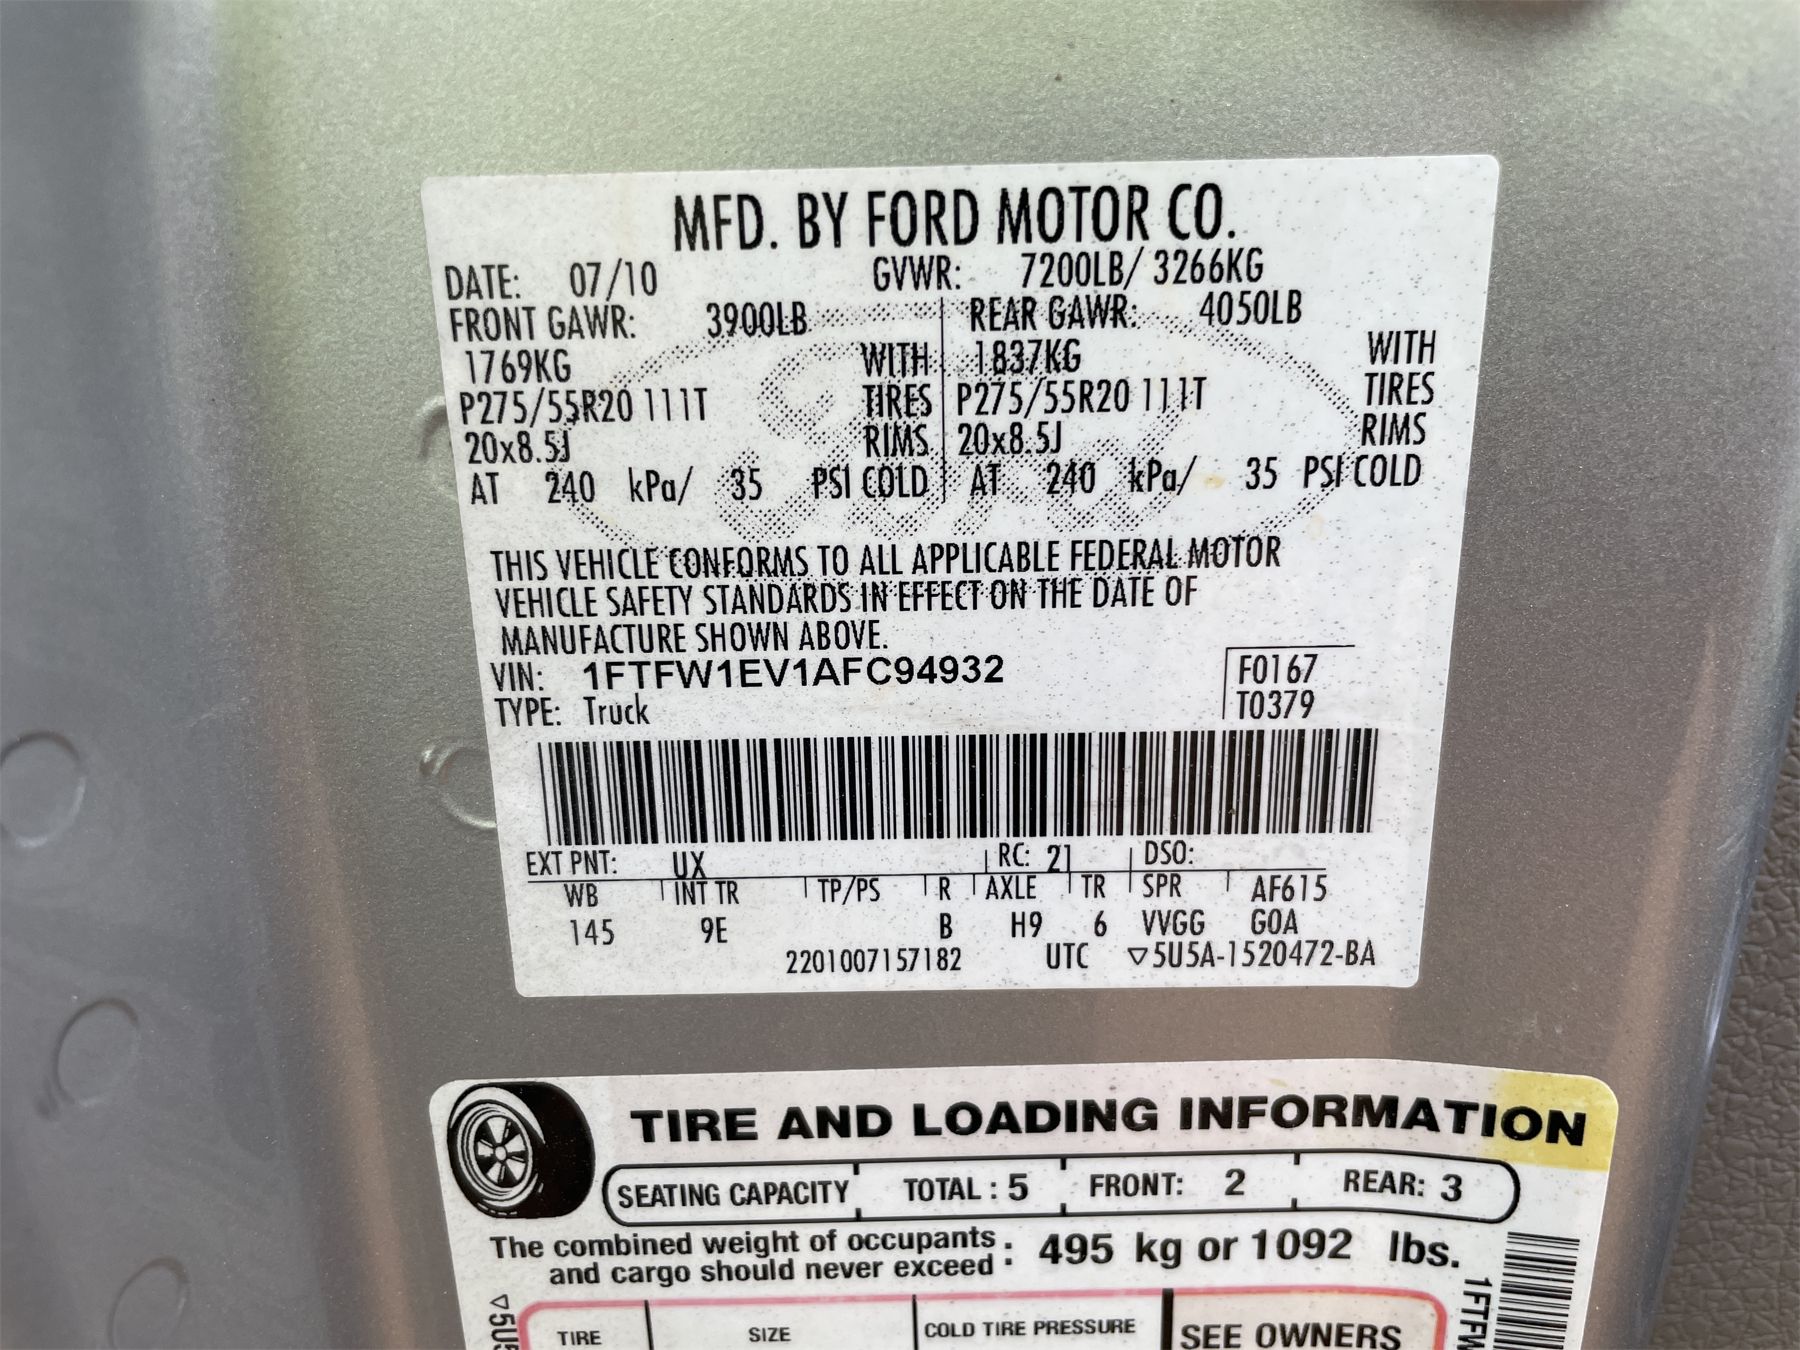 MFD. BY FORD MOTOR CO.
DATE: 07/10 GVWR: 7200LB/ 3266KG
FRONT GAWR: 3900LB REAR GAWR: 4050LB
1769KG WITH 1837KG WITH
P275/55R20 111T TIRES P275/55R20 111T TIRES
20x8.5J RIMS 20x8.5J RIMS
AT 240 kPa/ 35 PSI COLD AT 240 kPa/ 35 PSI COLD
THIS VEHICLE CONFORMS TO ALL APPLICABLE FEDERAL MOTOR
VEHICLE SAFETY STANDARDS IN EFFECT ON THE DATE OF
MANUFACTURE SHOWN ABOVE.
VIN: 1FTFW1EV1AFC94932 F0167
TYPE: Truck T0379
EXT PNT: UX RC: 21 DSO:
WB INT TR TP/PS R AXLE TR SPR AF615
145 9E B H9 6 VVGG GOA
2201007157182 UTC ▽5U5A-1520472-BA
TIRE AND LOADING INFORMATION
SEATING CAPACITY TOTAL : 5 FRONT: 2 REAR: 3
The combined weight of occupants
and cargo should never exceed : 495 kg or 1092 lbs.
TIRE SIZE COLD TIRE PRESSURE SEE OWNERS